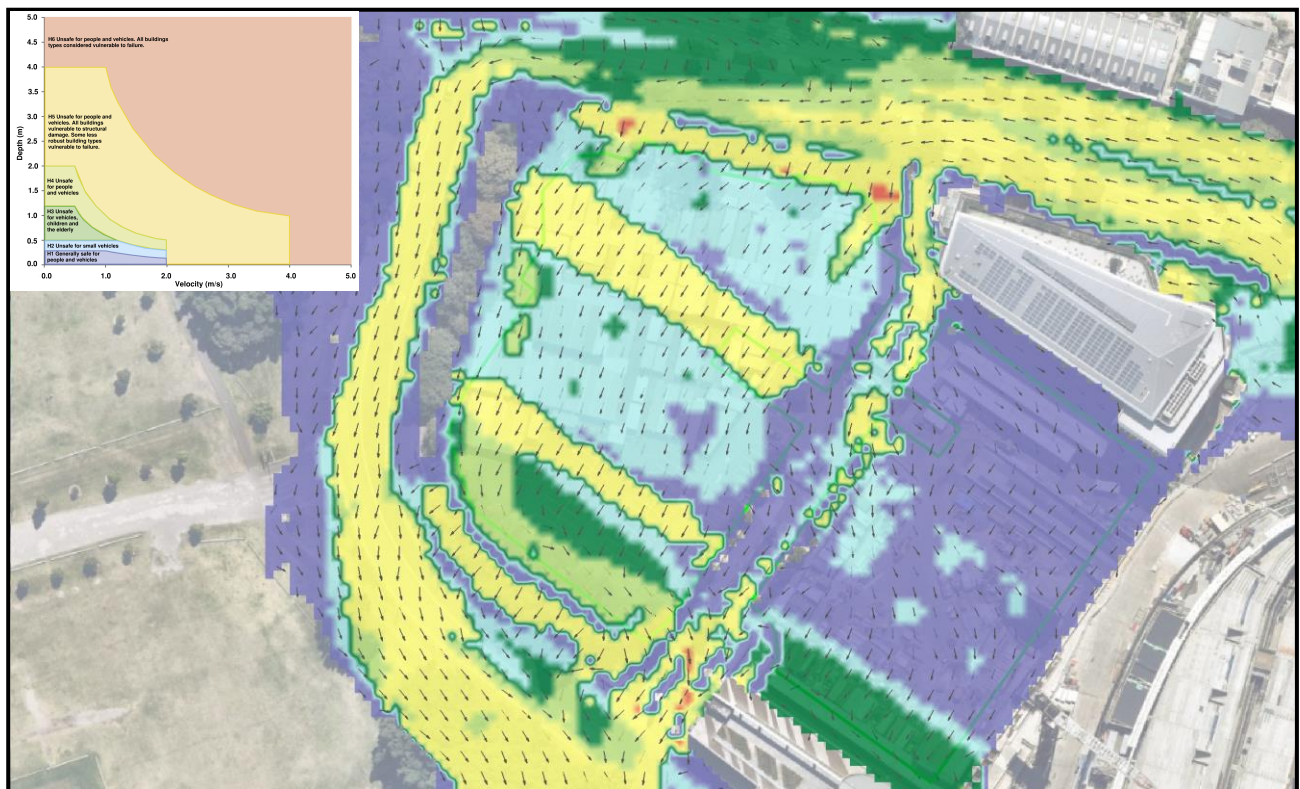 5.0
H6 Unsafe for people and vehicles. All buildings
types considered vulnerable to failure.
4.5
4.0
3.5
H5 Unsafe for people and
vehicles. All buildings
vulnerable to structural
damage. Some less
robust building types
vulnerable to failure.
3.0
2.5
Depth (m)
2.0
H4 Unsafe
for people
and vehicles
1.5
H3 Unsafe
for vehicles,
children and
the elderly
1.0
0.5
H2 Unsafe for small vehicles
H1 Generally safe for
people and vehicles
0.0
0.0 1.0 2.0 3.0 4.0 5.0
Velocity (m/s)